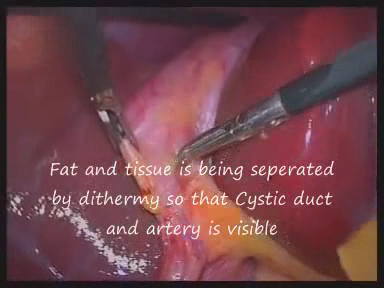 Fat and tissue is being seperated
by dithermy so that Cystic duct
and artery is visible